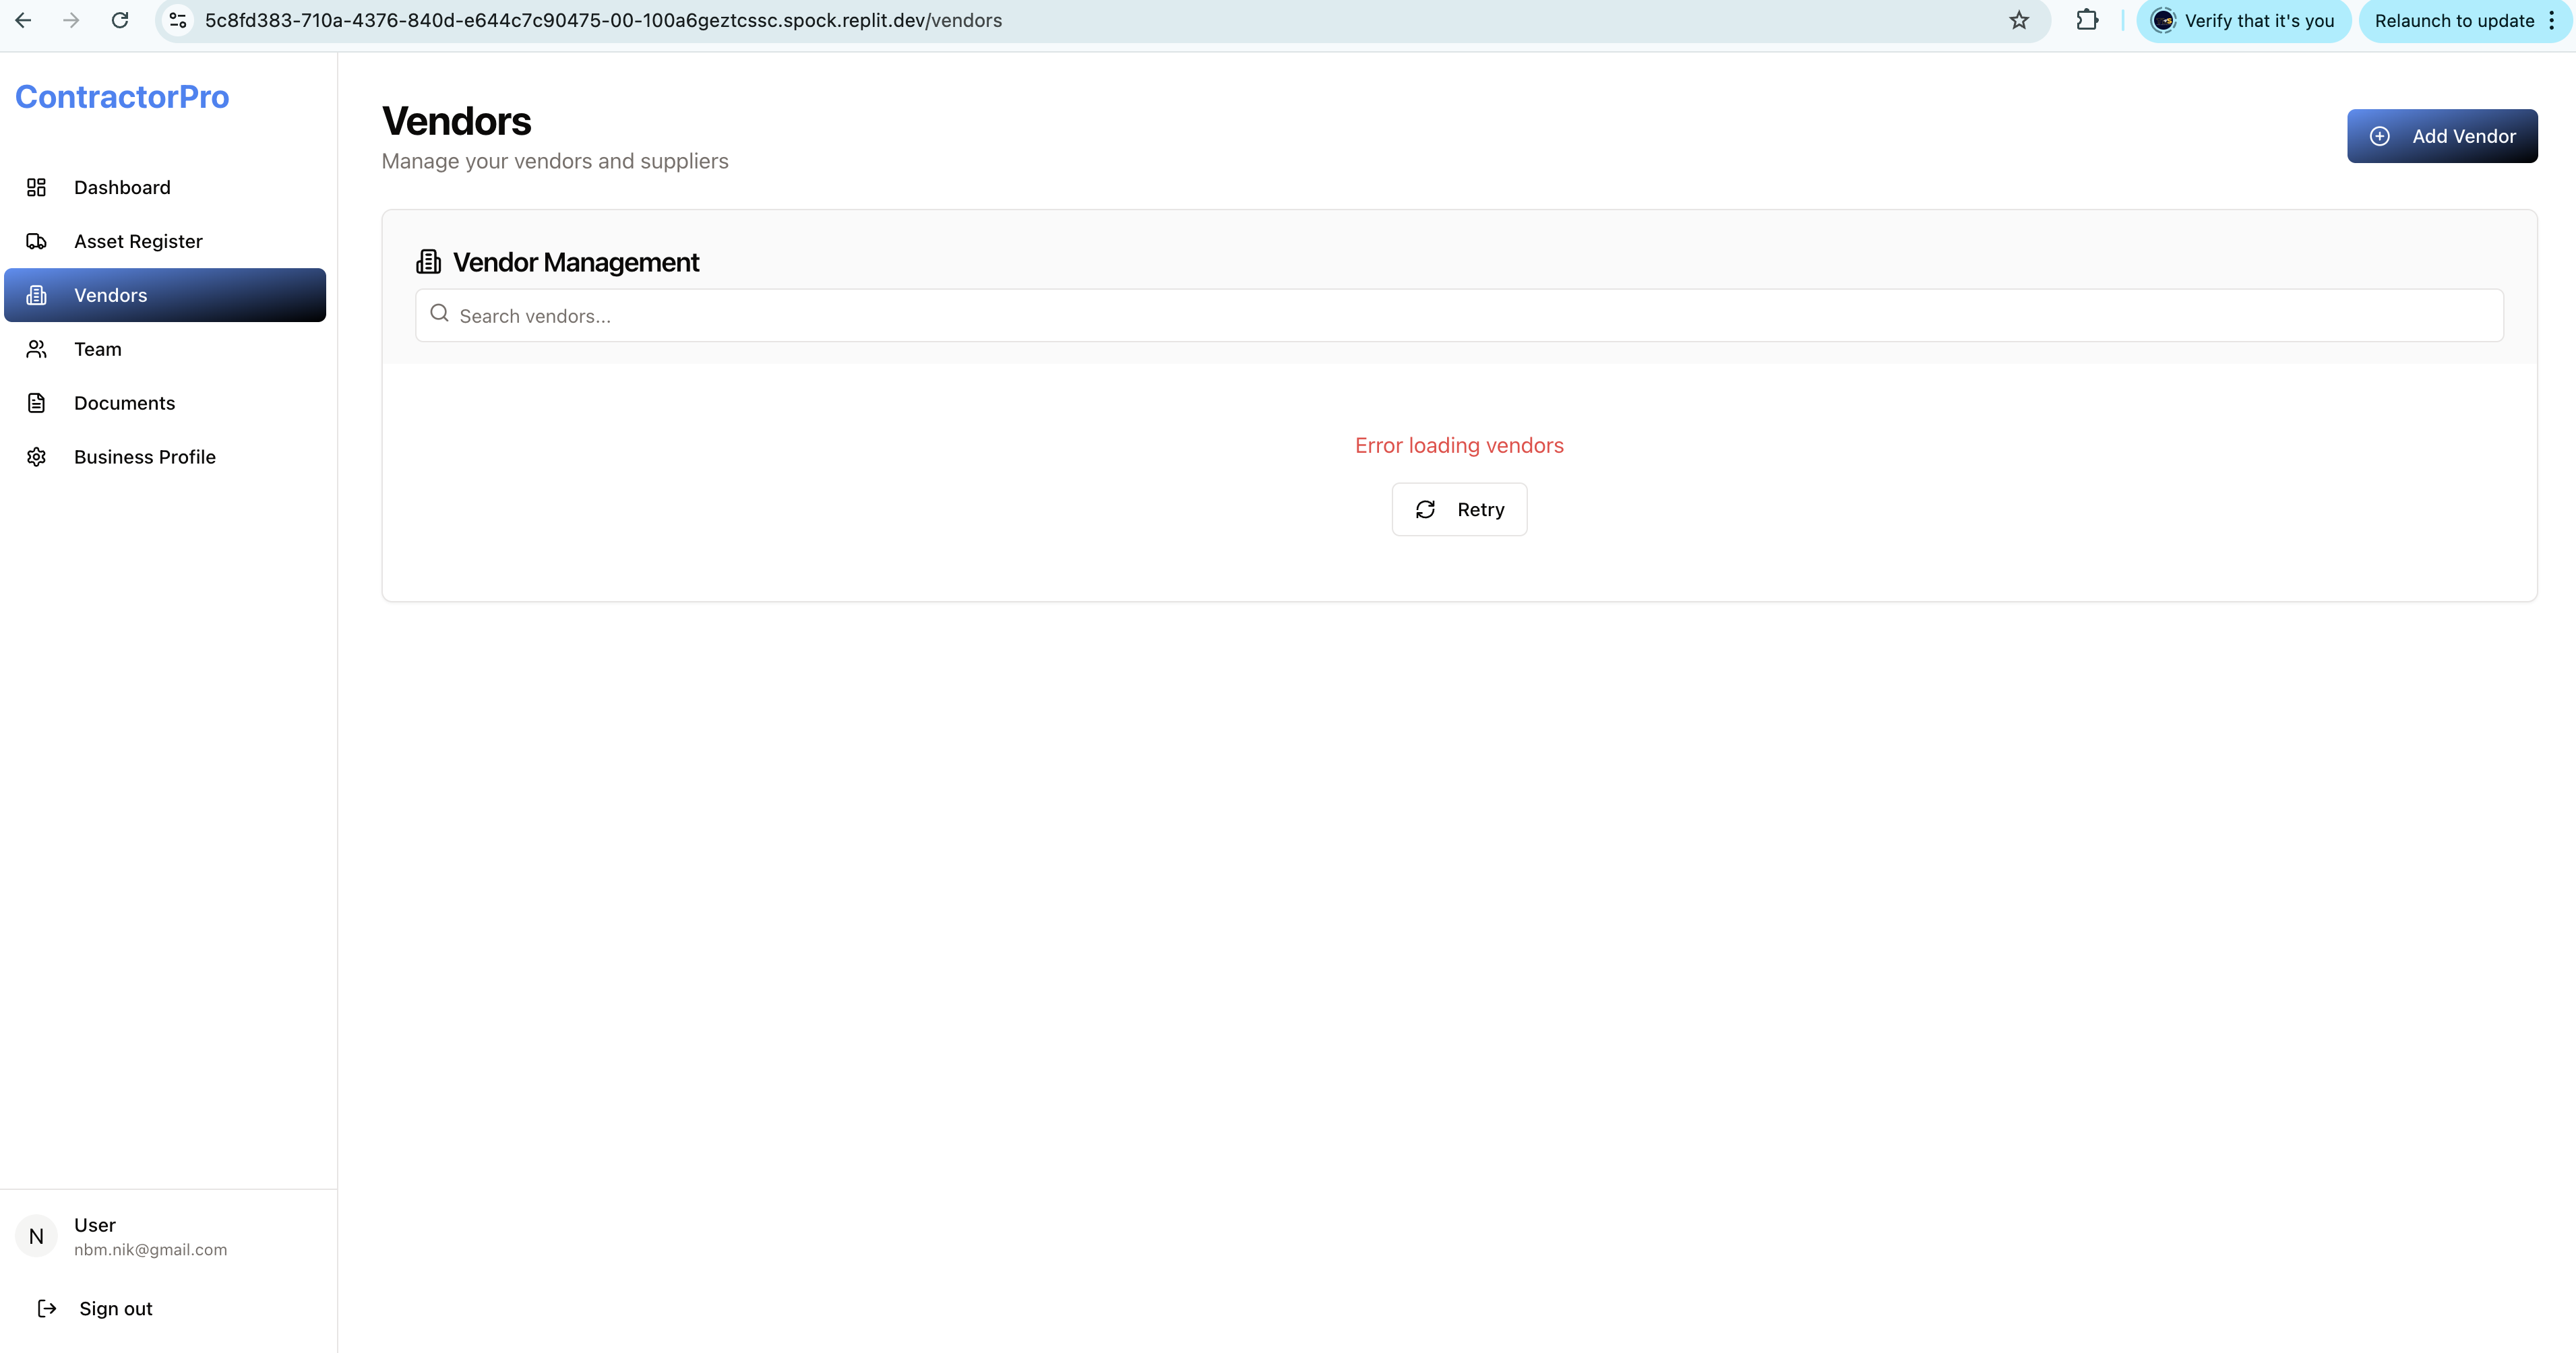 5c8fd383-710a-4376-840d-e644c7c90475-00-100a6geztcssc.spock.replit.dev/vendors
Verify that it's you
Relaunch to update
ContractorPro
Dashboard
Asset Register
Vendors
Team
Documents
Business Profile
N
User
nbm.nik@gmail.com
Sign out
Vendors
Manage your vendors and suppliers
Add Vendor
Vendor Management
Search vendors...
Error loading vendors
Retry